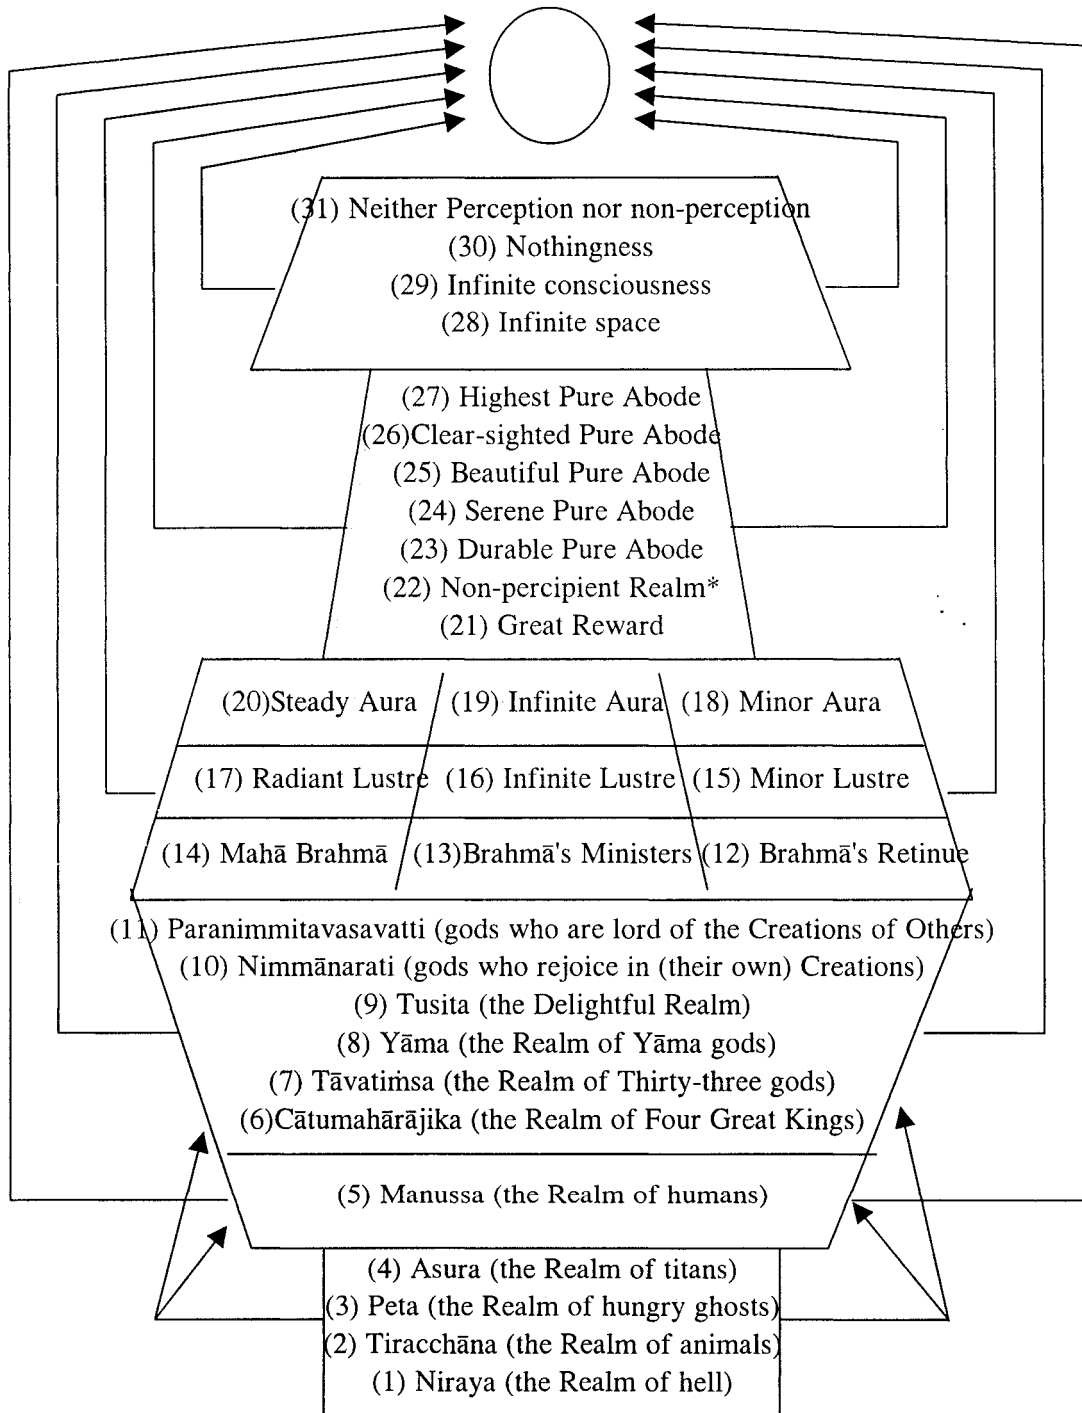 (31) Neither Perception nor non-perception
(30) Nothingness
(29) Infinite consciousness
(28) Infinite space
(27) Highest Pure Abode
(26)Clear-sighted Pure Abode
(25) Beautiful Pure Abode
(24) Serene Pure Abode
(23) Durable Pure Abode
(22) Non-percipient Realm*
(21) Great Reward
(20)Steady Aura (19) Infinite Aura (18) Minor Aura
(17) Radiant Lustre (16) Infinite Lustre (15) Minor Lustre
(14) Mahā Brahmā (13)Brahmā's Ministers (12) Brahmā's Retinue
(11) Paranimmitavasavatti (gods who are lord of the Creations of Others)
(10) Nimmānarati (gods who rejoice in (their own) Creations)
(9) Tusita (the Delightful Realm)
(8) Yāma (the Realm of Yāma gods)
(7) Tāvatiṁsa (the Realm of Thirty-three gods)
(6)Cātumahārājika (the Realm of Four Great Kings)
(5) Manussa (the Realm of humans)
(4) Asura (the Realm of titans)
(3) Peta (the Realm of hungry ghosts)
(2) Tiracchāna (the Realm of animals)
(1) Niraya (the Realm of hell)